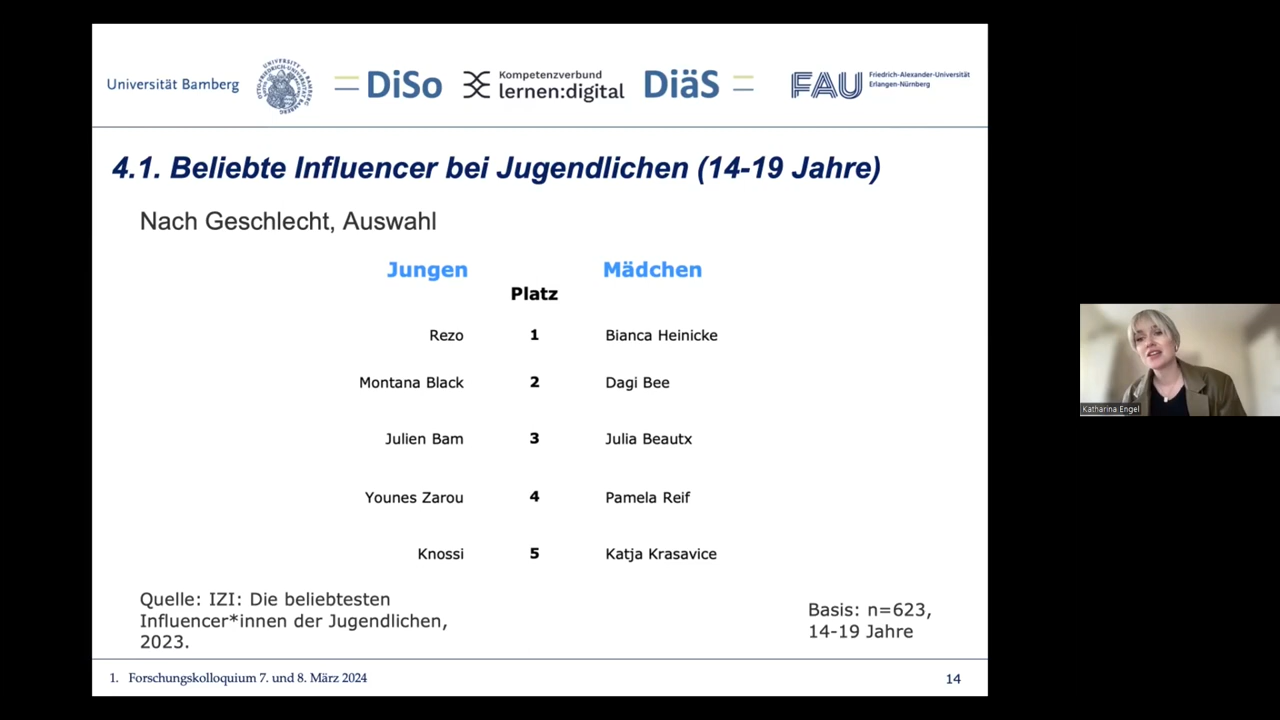 Universität Bamberg
DiSo
Kompetenzverbund
lernen:digital
DiäS
FAU
Friedrich-Alexander-Universität
Erlangen-Nürnberg
4.1. Beliebte Influencer bei Jugendlichen (14-19 Jahre)
Nach Geschlecht, Auswahl
Jungen Mädchen
Platz
Rezo 1 Bianca Heinicke
Montana Black 2 Dagi Bee
Julien Bam 3 Julia Beautx
Younes Zarou 4 Pamela Reif
Knossi 5 Katja Krasavice
Quelle: IZI: Die beliebtesten
Influencer*innen der Jugendlichen,
2023.
Basis: n=623,
14-19 Jahre
1. Forschungskolloquium 7. und 8. März 2024
14
Katharina Engel